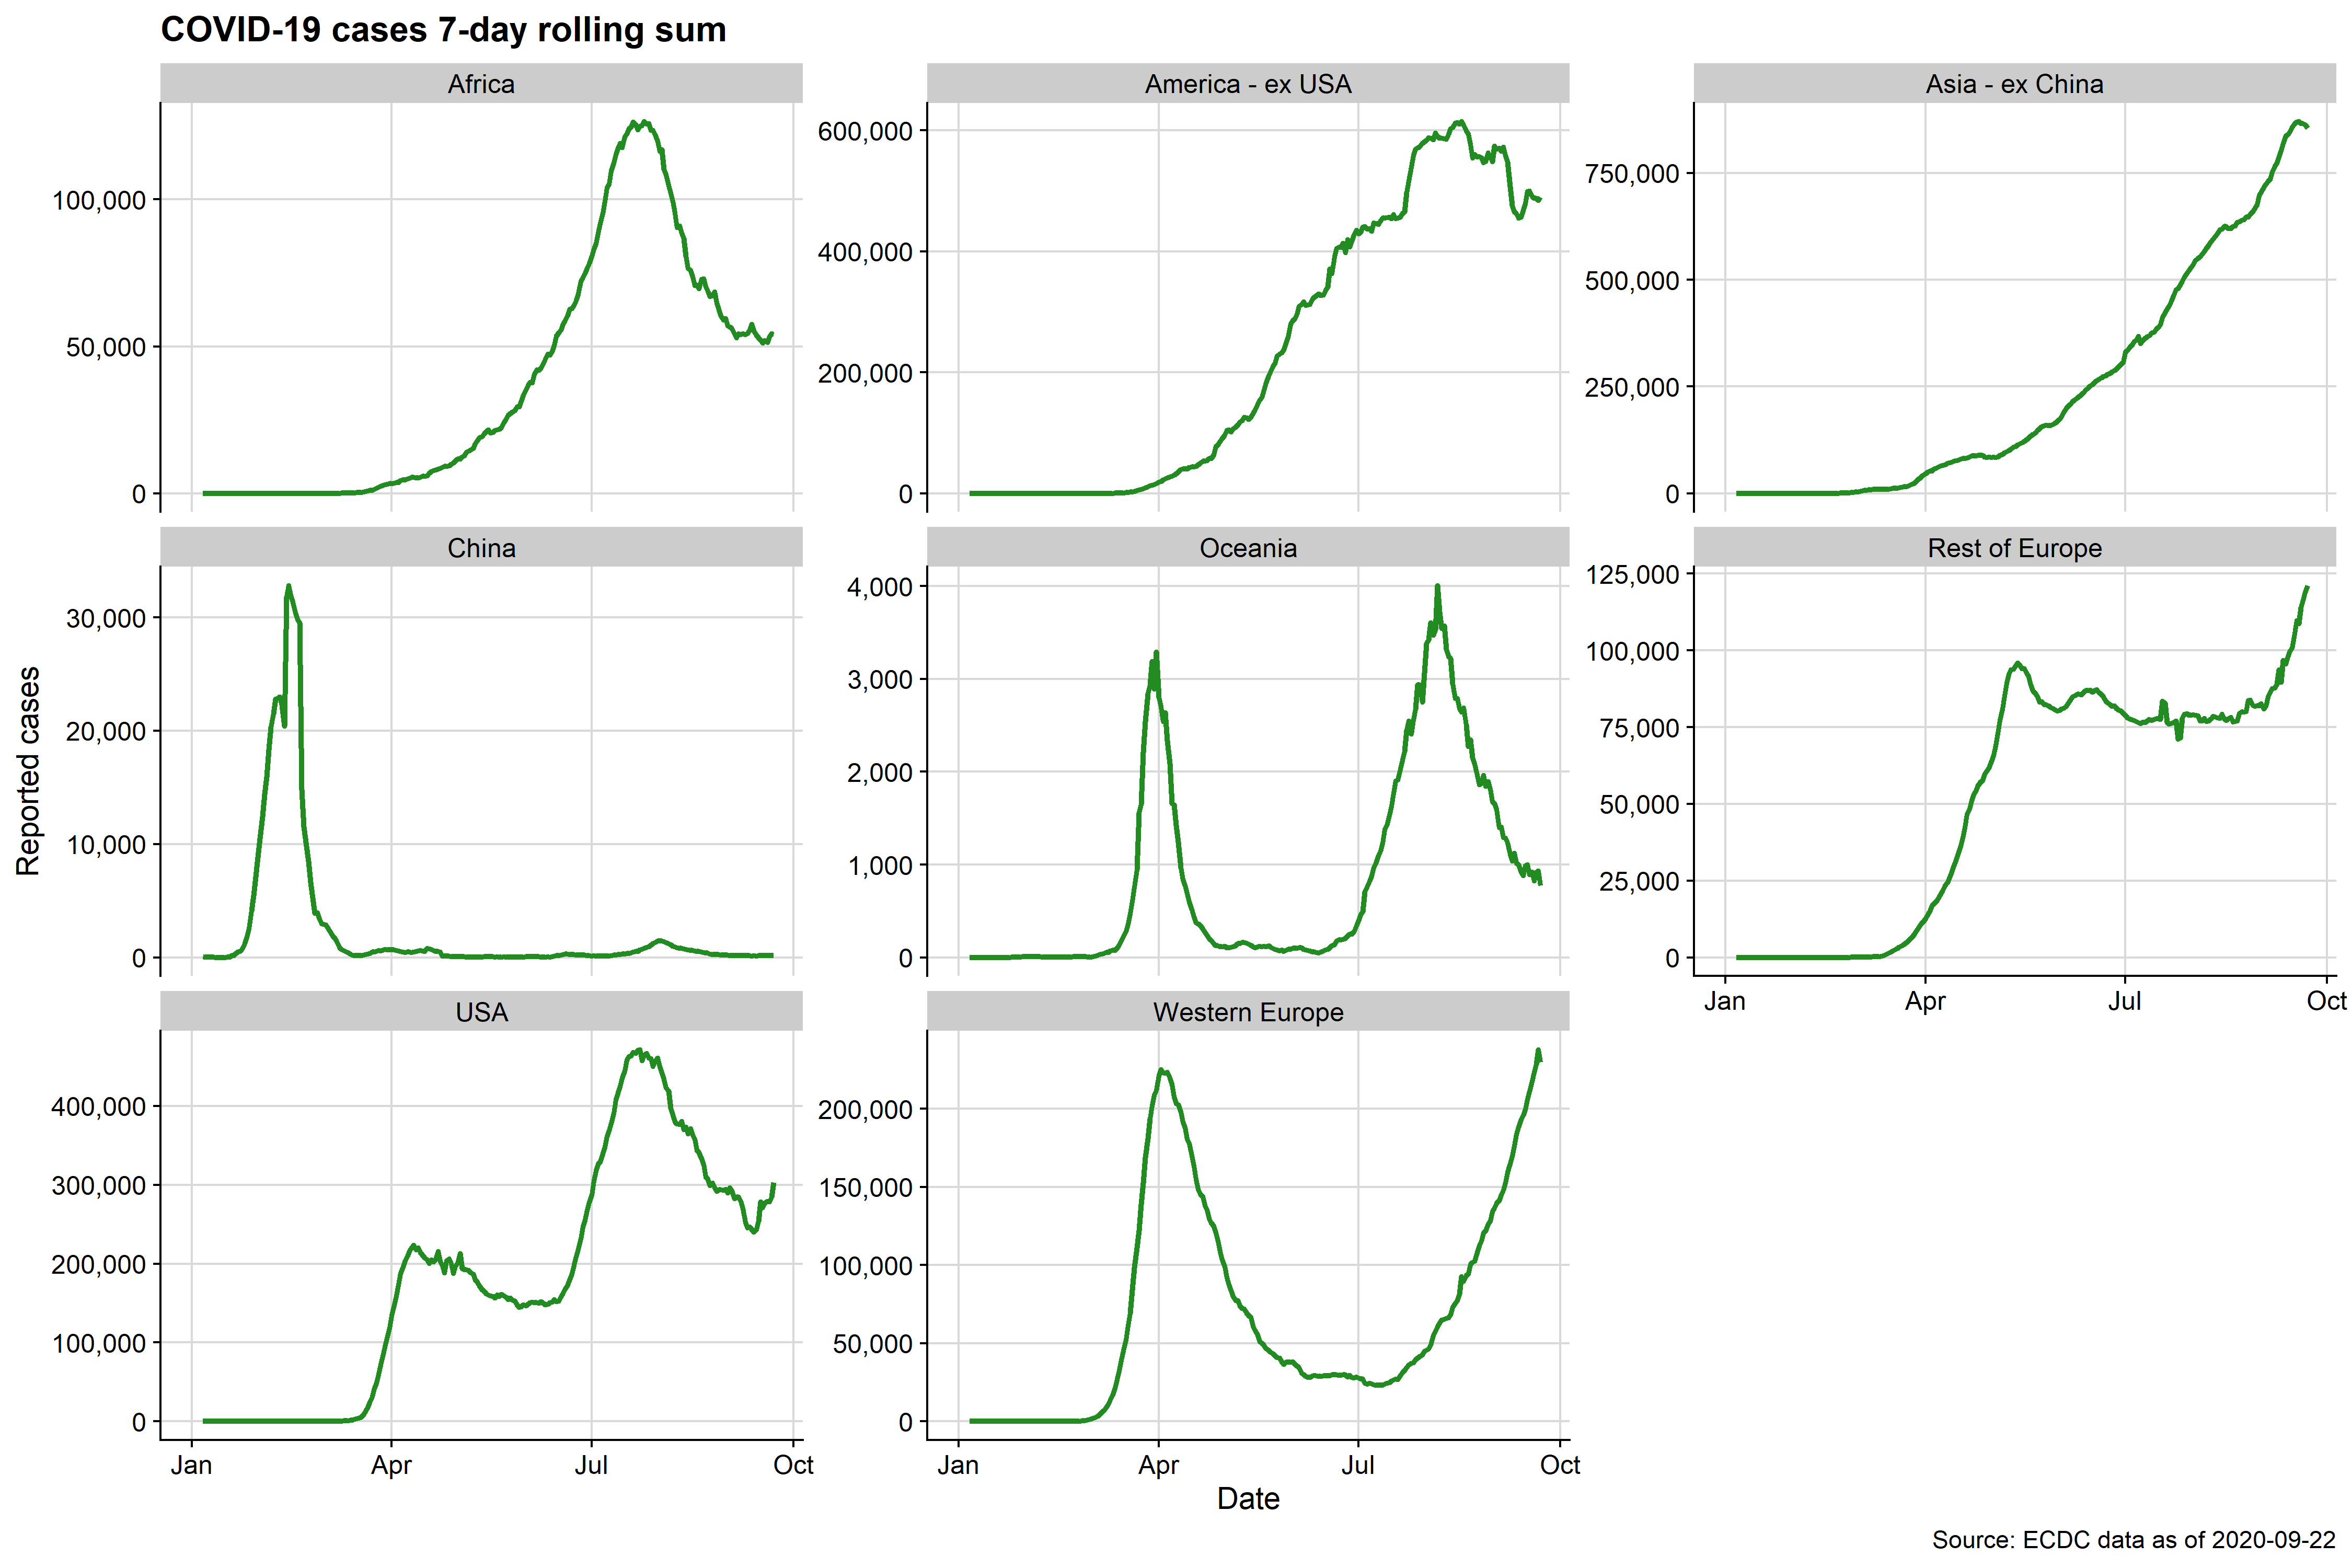 COVID-19 cases 7-day rolling sum
Africa
America - ex USA
Asia - ex China
100,000
50,000
0
600,000
400,000
200,000
0
750,000
500,000
250,000
0
China
Oceania
Rest of Europe
30,000
20,000
10,000
0
4,000
3,000
2,000
1,000
0
125,000
100,000
75,000
50,000
25,000
0
Jan Apr Jul Oct
USA
Western Europe
400,000
300,000
200,000
100,000
0
200,000
150,000
100,000
50,000
0
Jan Apr Jul Oct
Jan Apr Jul Oct
Reported cases
Date
Source: ECDC data as of 2020-09-22